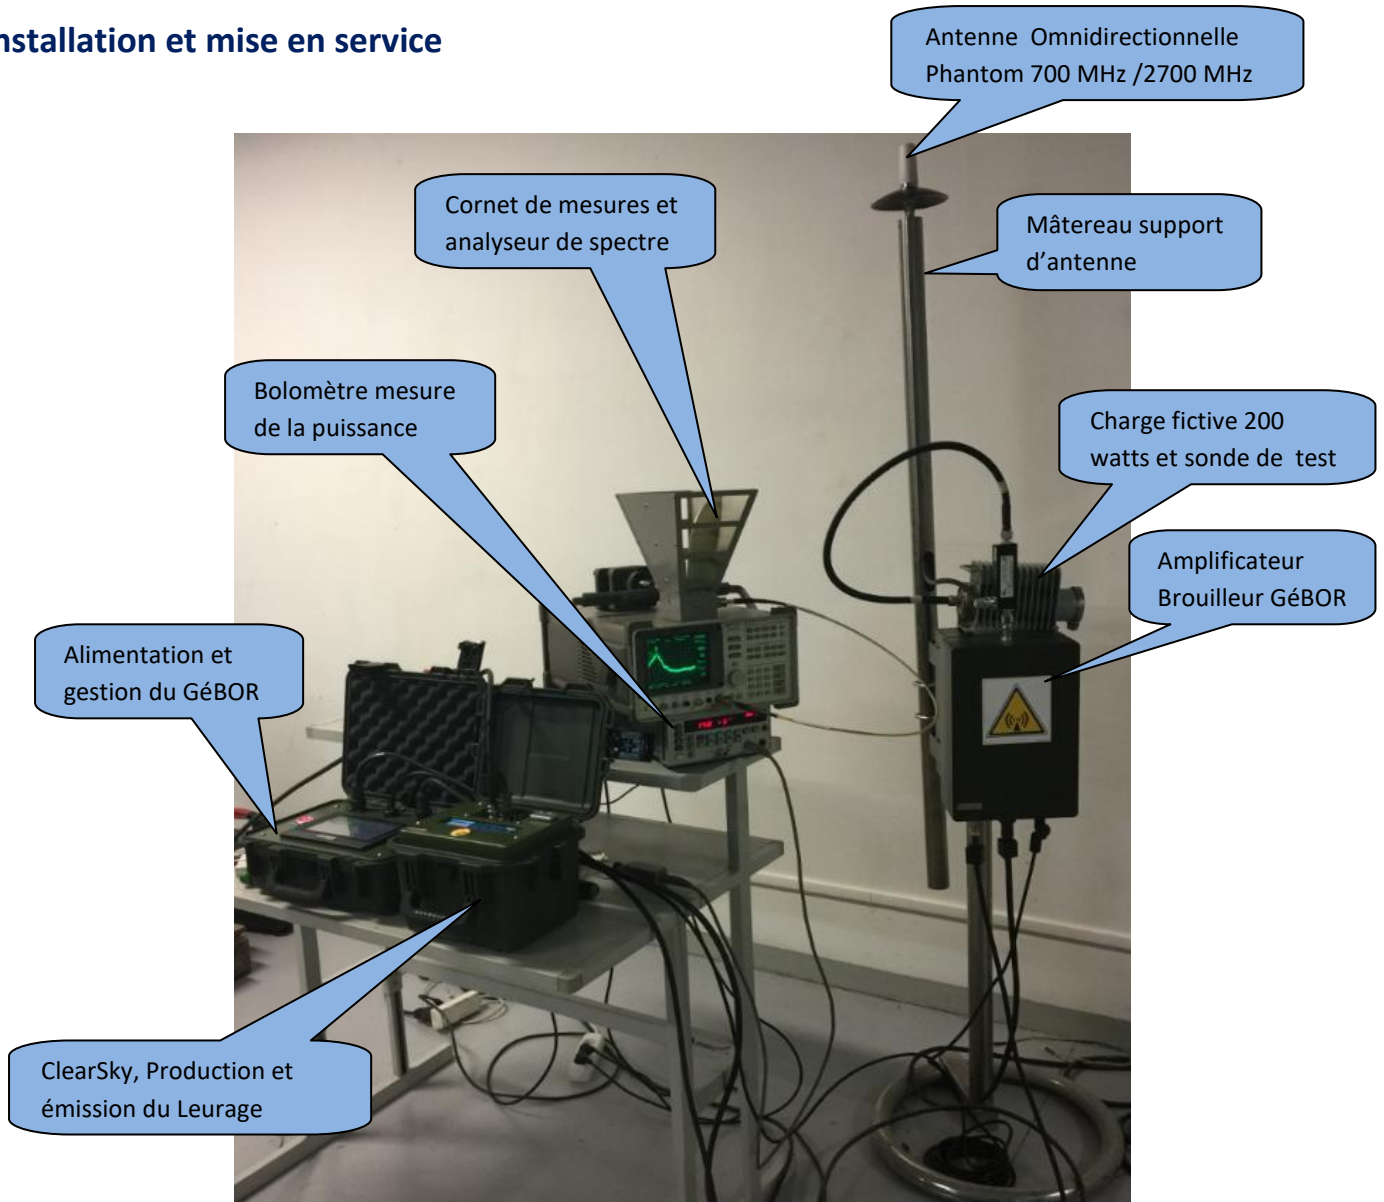 nstallation et mise en service
Antenne Omnidirectionnelle
Phantom 700 MHz /2700 MHz
Cornet de mesures et
analyseur de spectre
Mâtereau support
d’antenne
Bolomètre mesure
de la puissance
Charge fictive 200
watts et sonde de test
Amplificateur
Brouilleur GéBOR
Alimentation et
gestion du GéBOR
ClearSky, Production et
émission du Leurage